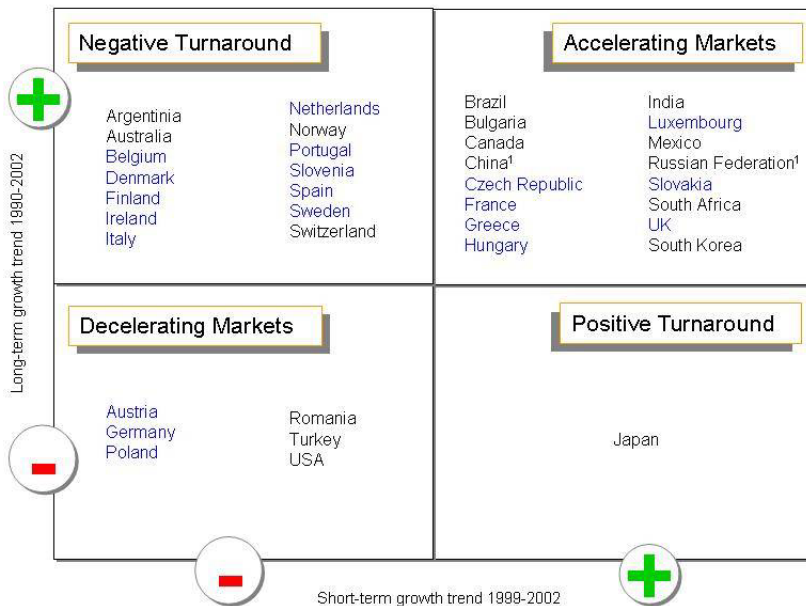 Negative Turnaround
Argentinia
Australia
Belgium
Denmark
Finland
Ireland
Italy
Netherlands
Norway
Portugal
Slovenia
Spain
Sweden
Switzerland
Accelerating Markets
Brazil
Bulgaria
Canada
China¹
Czech Republic
France
Greece
Hungary
India
Luxembourg
Mexico
Russian Federation¹
Slovakia
South Africa
UK
South Korea
Long-term growth trend 1990-2002
Decelerating Markets
Austria
Germany
Poland
Romania
Turkey
USA
Positive Turnaround
Japan
Short-term growth trend 1999-2002